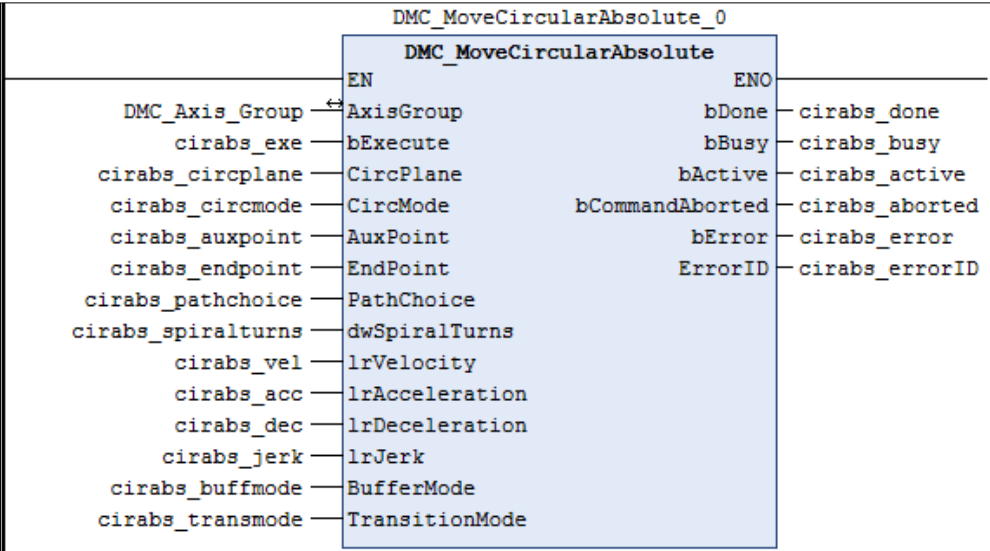 DMC_MoveCircularAbsolute_0
DMC_MoveCircularAbsolute
EN ENO
DMC_Axis_Group AxisGroup bDone cirabs_done
cirabs_exe bExecute bBusy cirabs_busy
cirabs_circplane CircPlane bActive cirabs_active
cirabs_circmode CircMode bCommandAborted cirabs_aborted
cirabs_auxpoint AuxPoint bError cirabs_error
cirabs_endpoint EndPoint ErrorID cirabs_errorID
cirabs_pathchoice PathChoice
cirabs_spiralturns dwSpiralTurns
cirabs_vel lrVelocity
cirabs_acc lrAcceleration
cirabs_dec lrDeceleration
cirabs_jerk lrJerk
cirabs_buffmode BufferMode
cirabs_transmode TransitionMode